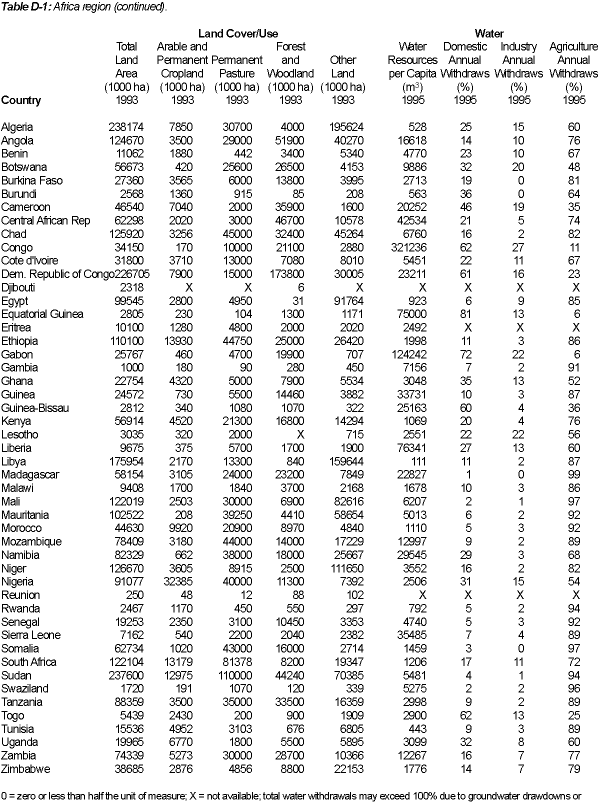 Table D-1: Africa region (continued).
Land Cover/Use Water
Total Arable and Forest Water Domestic Industry Agriculture
Land Permanent Permanent and Other Resources Annual Annual Annual
Area Cropland Pasture Woodland Land per Capita Withdraws Withdraws Withdraws
(1000 ha) (1000 ha) (1000 ha) (1000 ha) (1000 ha) (m³) (%) (%) (%)
Country 1993 1993 1993 1993 1993 1995 1995 1995 1995
Algeria 238174 7850 30700 4000 195624 528 25 15 60
Angola 124670 3500 29000 51900 40270 16618 14 10 76
Benin 11062 1880 442 3400 5340 4770 23 10 67
Botswana 56673 420 25600 26500 4153 9886 32 20 48
Burkina Faso 27360 3565 6000 13800 3995 2713 19 0 81
Burundi 2568 1360 915 85 208 563 36 0 64
Cameroon 46540 7040 2000 35900 1600 20252 46 19 35
Central African Rep 62298 2020 3000 46700 10578 42534 21 5 74
Chad 125920 3256 45000 32400 45264 6760 16 2 82
Congo 34150 170 10000 21100 2880 321236 62 27 11
Cote d'Ivoire 31800 3710 13000 7080 8010 5451 22 11 67
Dem. Republic of Congo 226705 7900 15000 173800 30005 23211 61 16 23
Djibouti 2318 X X 6 X X X X
Egypt 99545 2800 4950 31 91764 923 6 9 85
Equatorial Guinea 2805 230 104 1300 1171 75000 81 13 6
Eritrea 10100 1280 4800 2000 2020 2492 X X X
Ethiopia 110100 13930 44750 25000 26420 1998 11 3 86
Gabon 25767 460 4700 19900 707 124242 72 22 6
Gambia 1000 180 90 280 450 7156 7 2 91
Ghana 22754 4320 5000 7900 5534 3048 35 13 52
Guinea 24572 730 5500 14460 3882 33731 10 3 87
Guinea-Bissau 2812 340 1080 1070 322 25163 60 4 36
Kenya 56914 4520 21300 16800 14294 1069 20 4 76
Lesotho 3035 320 2000 X 715 2551 22 22 56
Liberia 9675 375 5700 1700 1900 76341 27 13 60
Libya 175954 2170 13300 840 159644 111 11 2 87
Madagascar 58154 3105 24000 23200 7849 22827 1 0 99
Malawi 9408 1700 1840 3700 2168 1678 10 3 86
Mali 122019 2503 30000 6900 82616 6207 2 1 97
Mauritania 102522 208 39250 4410 58654 5013 6 2 92
Morocco 44630 9920 20900 8970 4840 1110 5 3 92
Mozambique 78409 3180 44000 14000 17229 12997 9 2 89
Namibia 82329 662 38000 18000 25667 29545 29 3 68
Niger 126670 3605 8915 2500 111650 3552 16 2 82
Nigeria 91077 32385 40000 11300 7392 2506 31 15 54
Reunion 250 48 12 88 102 X X X X
Rwanda 2467 1170 450 550 297 792 5 2 94
Senegal 19253 2350 3100 10450 3353 4740 5 3 92
Sierra Leone 7162 540 2200 2040 2382 35485 7 4 89
Somalia 62734 1020 43000 16000 2714 1459 3 0 97
South Africa 122104 13179 81378 8200 19347 1206 17 11 72
Sudan 237600 12975 110000 44240 70385 5481 4 1 94
Swaziland 1720 191 1070 120 339 5275 2 2 96
Tanzania 88359 3500 35000 33500 16359 2998 9 2 89
Togo 5439 2430 200 900 1909 2900 62 13 25
Tunisia 15536 4952 3103 676 6805 443 9 3 89
Uganda 19965 6770 1800 5500 5895 3099 32 8 60
Zambia 74339 5273 30000 28700 10366 12267 16 7 77
Zimbabwe 38685 2876 4856 8800 22153 1776 14 7 79
0 = zero or less than half the unit of measure; X = not available; total water withdrawals may exceed 100% due to groundwater drawdowns or